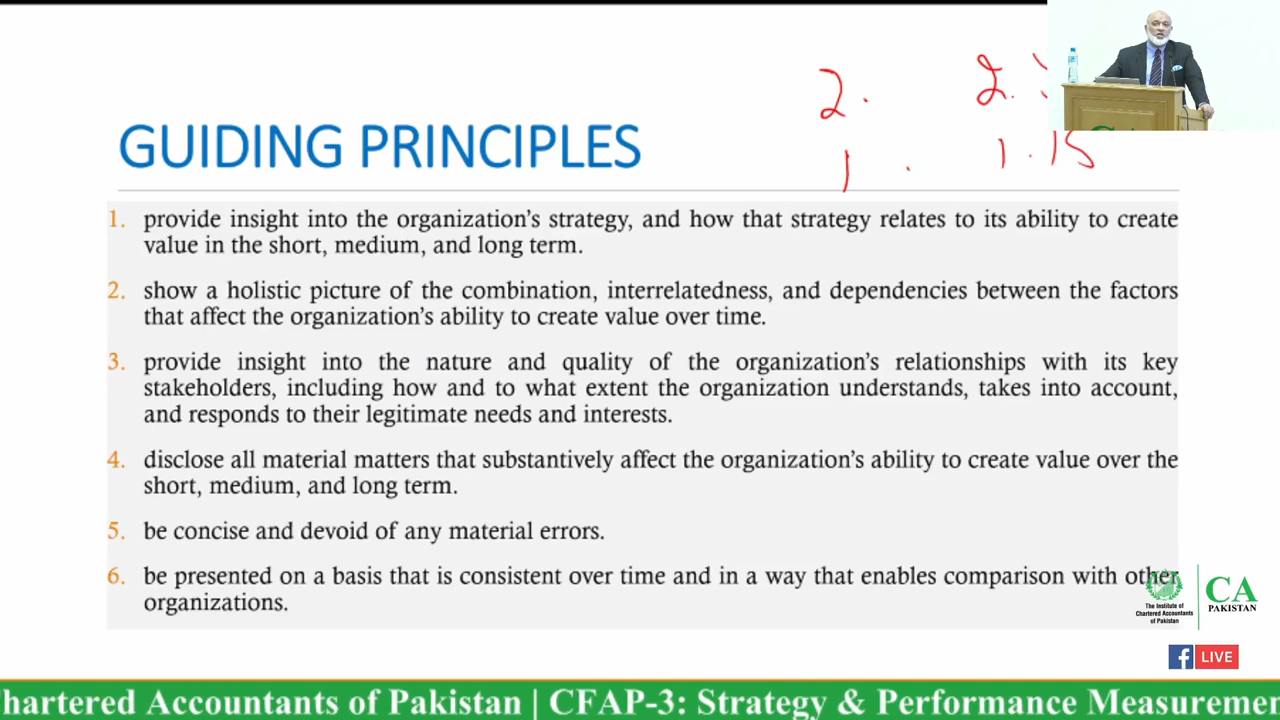 2. 2.
1 . 1.15
GUIDING PRINCIPLES
1. provide insight into the organization's strategy, and how that strategy relates to its ability to create
value in the short, medium, and long term.
2. show a holistic picture of the combination, interrelatedness, and dependencies between the factors
that affect the organization's ability to create value over time.
3. provide insight into the nature and quality of the organization's relationships with its key
stakeholders, including how and to what extent the organization understands, takes into account,
and responds to their legitimate needs and interests.
4. disclose all material matters that substantively affect the organization's ability to create value over the
short, medium, and long term.
5. be concise and devoid of any material errors.
6. be presented on a basis that is consistent over time and in a way that enables comparison with other
organizations.
The Institute of
Chartered Accountants
of Pakistan
CA
PAKISTAN
f LIVE
hartered Accountants of Pakistan | CFAP-3: Strategy & Performance Measuremen